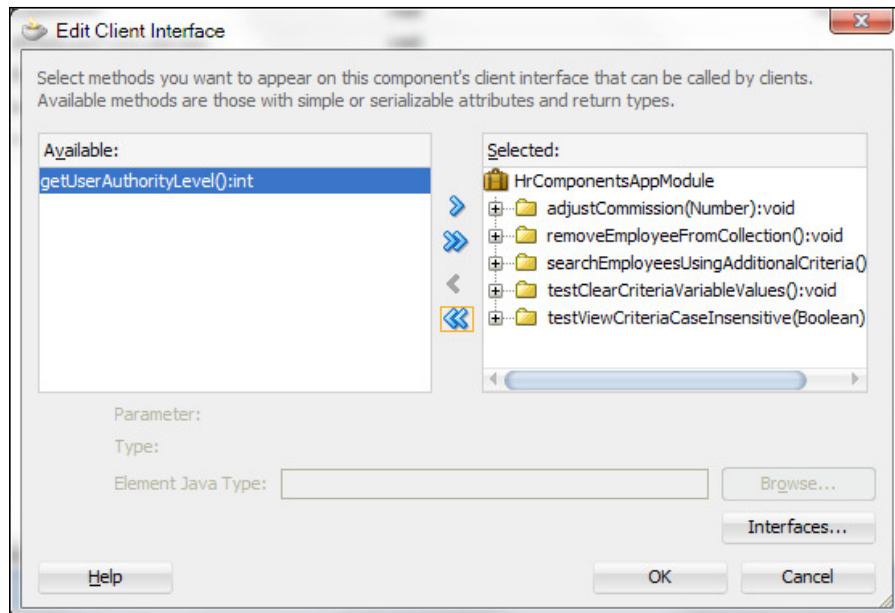 Edit Client Interface
Select methods you want to appear on this component's client interface that can be called by clients.
Available methods are those with simple or serializable attributes and return types.
Available:
getUserAuthorityLevel():int
Selected:
HrComponentsAppModule
adjustCommission(Number):void
removeEmployeeFromCollection():void
searchEmployeesUsingAdditionalCriteria()
testClearCriteriaVariableValues():void
testViewCriteriaCaseInsensitive(Boolean)
Parameter:
Type:
Element Java Type:
Browse...
Interfaces...
Help
OK
Cancel